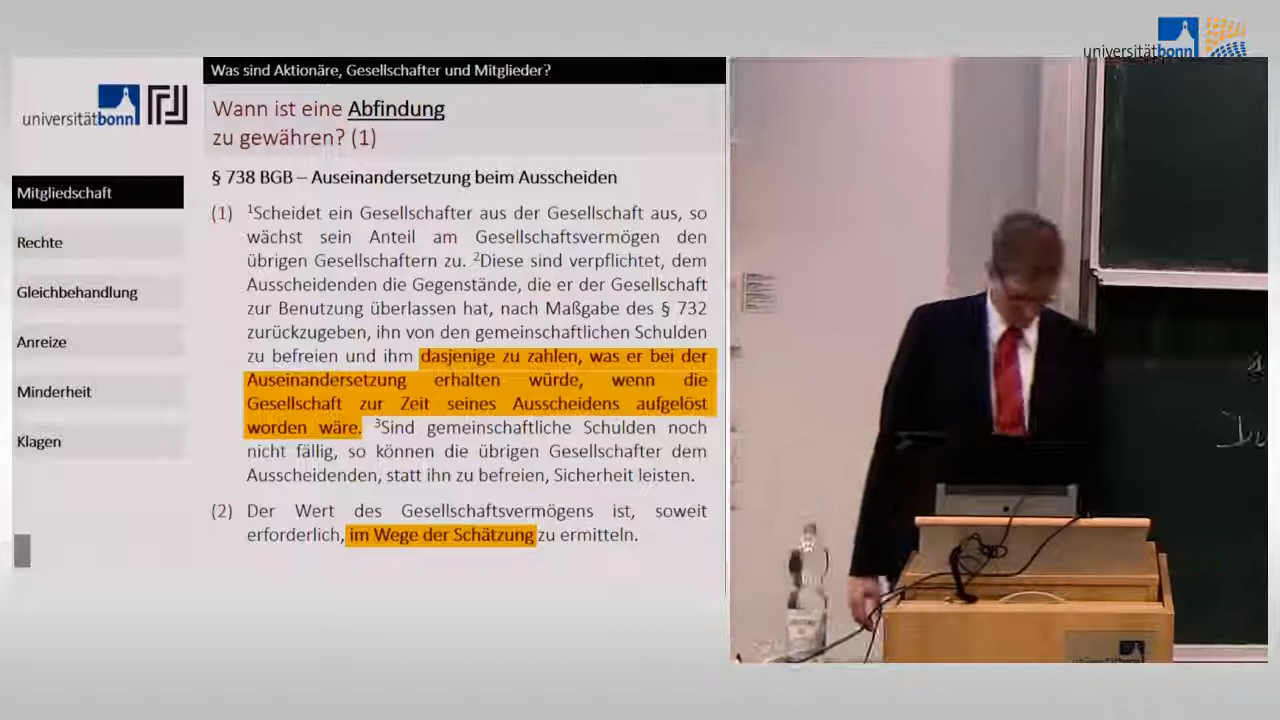 universitätbonn
Was sind Aktionäre, Gesellschafter und Mitglieder?
universitätbonn
Wann ist eine Abfindung
zu gewähren? (1)
Mitgliedschaft
Rechte
Gleichbehandlung
Anreize
Minderheit
Klagen
§ 738 BGB – Auseinandersetzung beim Ausscheiden
(1) ¹Scheidet ein Gesellschafter aus der Gesellschaft aus, so
wächst sein Anteil am Gesellschaftsvermögen den
übrigen Gesellschaftern zu. ²Diese sind verpflichtet, dem
Ausscheidenden die Gegenstände, die er der Gesellschaft
zur Benutzung überlassen hat, nach Maßgabe des § 732
zurückzugeben, ihn von den gemeinschaftlichen Schulden
zu befreien und ihm dasjenige zu zahlen, was er bei der
Auseinandersetzung erhalten würde, wenn die
Gesellschaft zur Zeit seines Ausscheidens aufgelöst
worden wäre. ³Sind gemeinschaftliche Schulden noch
nicht fällig, so können die übrigen Gesellschafter dem
Ausscheidenden, statt ihn zu befreien, Sicherheit leisten.
(2) Der Wert des Gesellschaftsvermögens ist, soweit
erforderlich, im Wege der Schätzung zu ermitteln.
universitätbonn